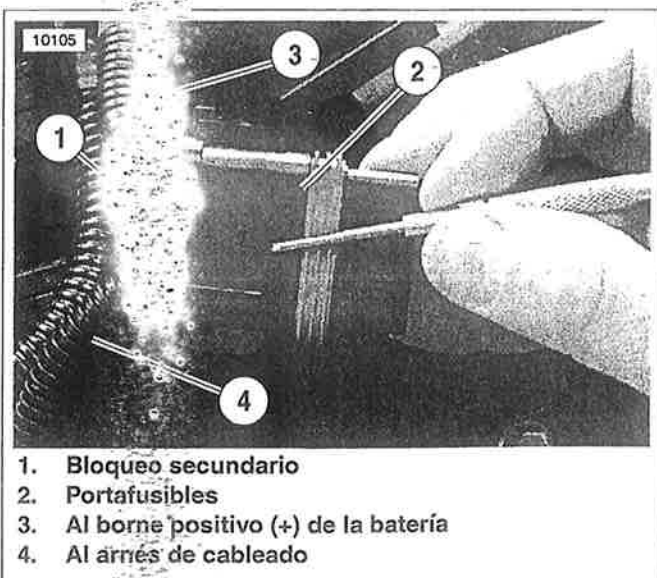 10105
3
2
1
4
1. Bloqueo secundario
2. Portafusibles
3. Al borne positivo (+) de la batería
4. Al arnés de cableado